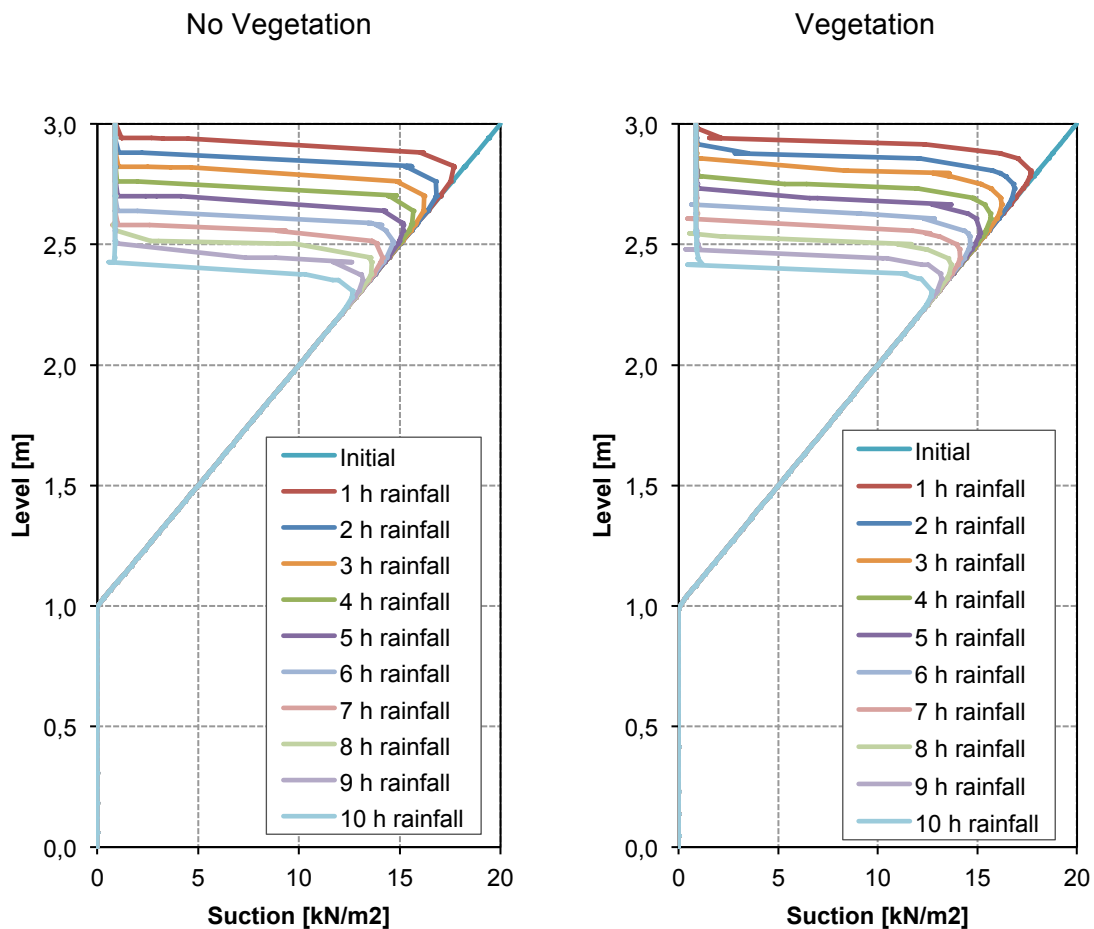 No Vegetation
3,0
2,5
2,0
1,5
1,0
0,5
0,0
Level [m]
0
5
10
15
20
Suction [kN/m2]
Initial
1 h rainfall
2 h rainfall
3 h rainfall
4 h rainfall
5 h rainfall
6 h rainfall
7 h rainfall
8 h rainfall
9 h rainfall
10 h rainfall
Vegetation
3,0
2,5
2,0
1,5
1,0
0,5
0,0
Level [m]
0
5
10
15
20
Suction [kN/m2]
Initial
1 h rainfall
2 h rainfall
3 h rainfall
4 h rainfall
5 h rainfall
6 h rainfall
7 h rainfall
8 h rainfall
9 h rainfall
10 h rainfall